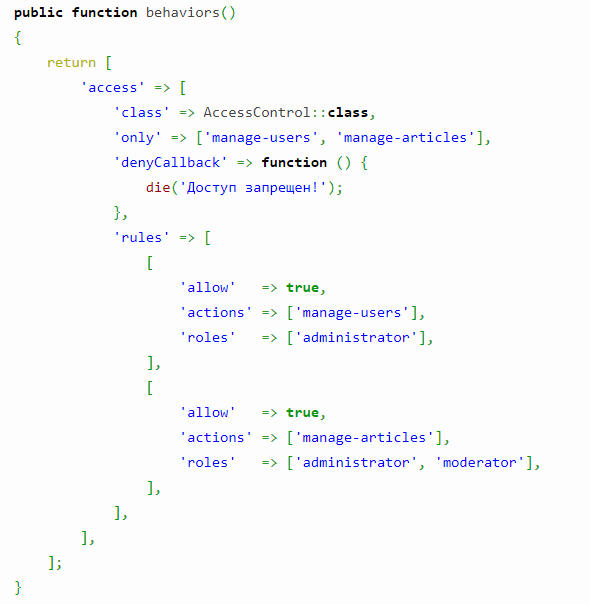 public function behaviors()
{
    return [
        'access' => [
            'class' => AccessControl::class,
            'only' => ['manage-users', 'manage-articles'],
            'denyCallback' => function () {
                die('Доступ запрещен!');
            },
            'rules' => [
                [
                    'allow'   => true,
                    'actions' => ['manage-users'],
                    'roles'   => ['administrator'],
                ],
                [
                    'allow'   => true,
                    'actions' => ['manage-articles'],
                    'roles'   => ['administrator', 'moderator'],
                ],
            ],
        ],
    ];
}